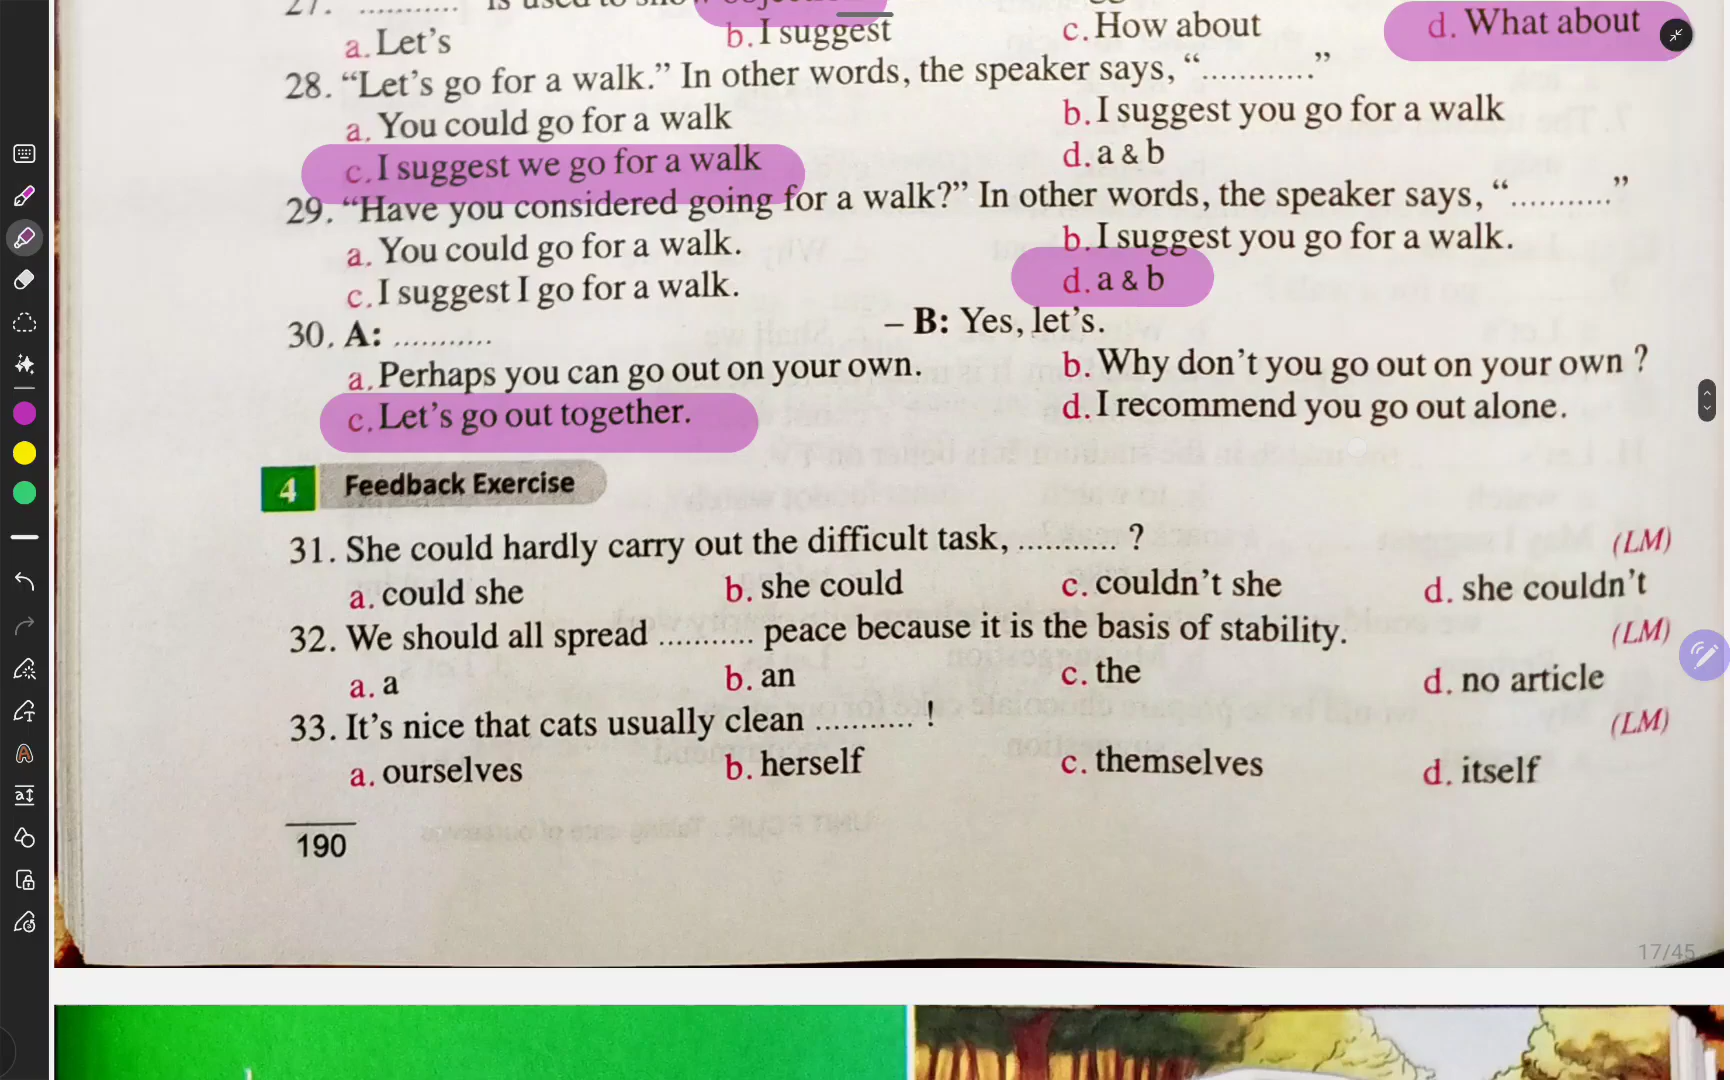 27. ........... is used to show objection
a. Let's b. I suggest c. How about d. What about
28. “Let's go for a walk.” In other words, the speaker says, “............”
a. You could go for a walk b. I suggest you go for a walk
c. I suggest we go for a walk d. a & b
29. “Have you considered going for a walk?” In other words, the speaker says, “...........”
a. You could go for a walk. b. I suggest you go for a walk.
c. I suggest I go for a walk. d. a & b
30. A: ........... – B: Yes, let's.
a. Perhaps you can go out on your own. b. Why don't you go out on your own ?
c. Let's go out together. d. I recommend you go out alone.
4 Feedback Exercise
31. She could hardly carry out the difficult task, ........... ? (LM)
a. could she b. she could c. couldn't she d. she couldn't
32. We should all spread ........... peace because it is the basis of stability. (LM)
a. a b. an c. the d. no article
33. It's nice that cats usually clean ........... ! (LM)
a. ourselves b. herself c. themselves d. itself
190
17/45